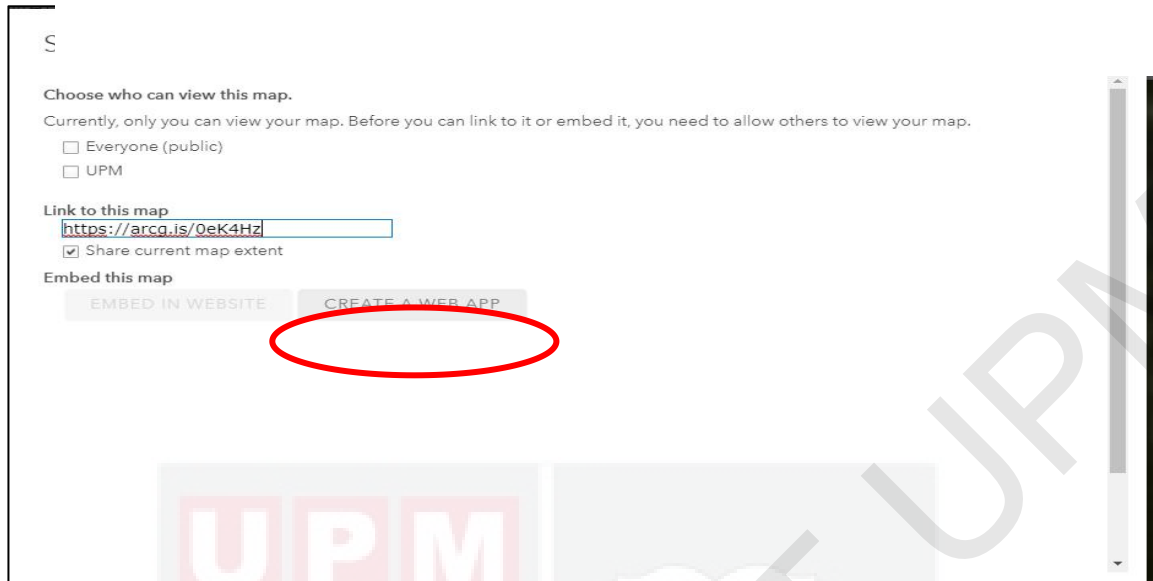 S
Choose who can view this map.
Currently, only you can view your map. Before you can link to it or embed it, you need to allow others to view your map.
Everyone (public)
UPM
Link to this map
https://arcg.is/0eK4Hz
Share current map extent
Embed this map
EMBED IN WEBSITE CREATE A WEB APP
UPM
UPM